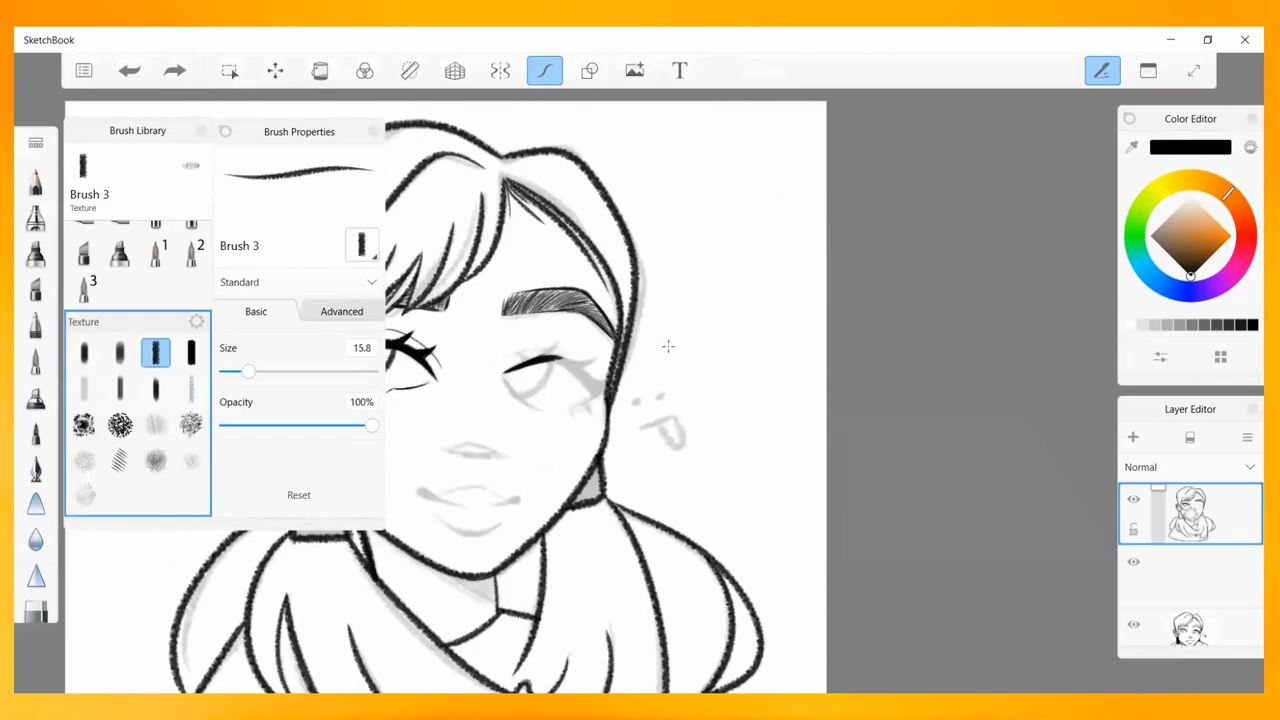 SketchBook
T
Brush Library
Brush Properties
Color Editor
Brush 3
Texture
Brush 3
1
2
3
Standard
Basic
Advanced
Texture
Size
15.8
Opacity
100%
Reset
Layer Editor
Normal